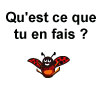 Qu'est ce que
tu en fais ?